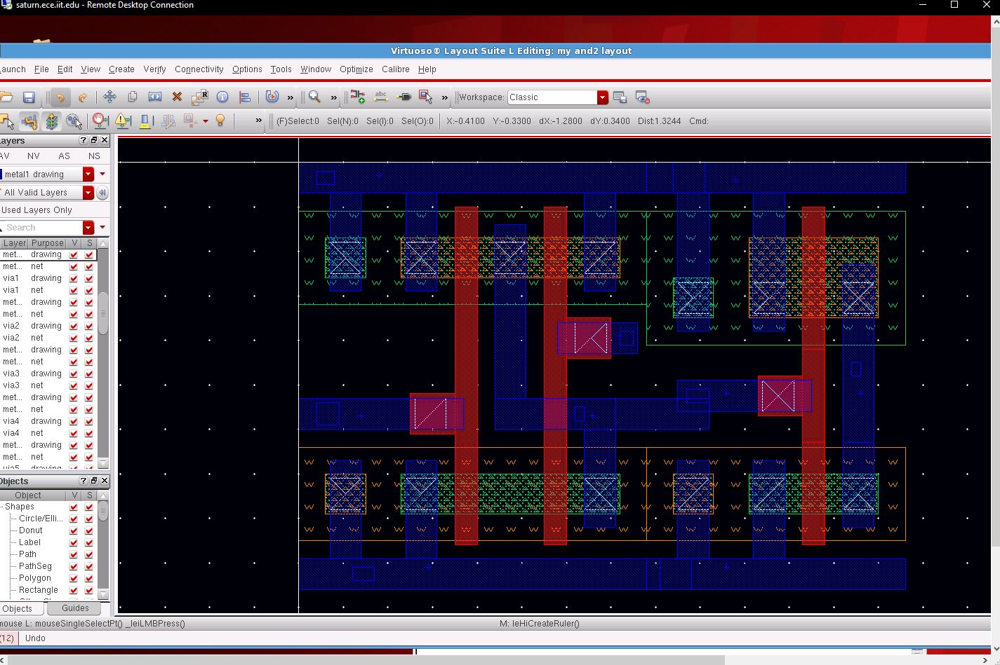 saturn.ece.iit.edu - Remote Desktop Connection
Virtuoso® Layout Suite L Editing: my and2 layout
aunch File Edit View Create Verify Connectivity Options Tools Window Optimize Calibre Help
R » » abc » Workspace: Classic
» (F)Select:0 Sel(N):0 Sel(I):0 Sel(O):0 X:-0.4100 Y:-0.3300 dX:-1.2800 dY:0.3400 Dist:1.3244 Cmd:
ayers ?
AV NV AS NS
metal1 drawing
All Valid Layers
Used Layers Only
Search
Layer Purpose V S
met... drawing
met... net
via1 drawing
via1 net
met... drawing
met... net
via2 drawing
via2 net
met... drawing
met... net
via3 drawing
via3 net
met... drawing
met... net
via4 drawing
via4 net
met... drawing
met... net
via5 drawing
Objects ?
Object V S
Shapes
Circle/Elli...
Donut
Label
Path
PathSeg
Polygon
Rectangle
Objects Guides
mouse L: mouseSingleSelectPt() _leiLMBPress() M: leHiCreateRuler()
(12) Undo